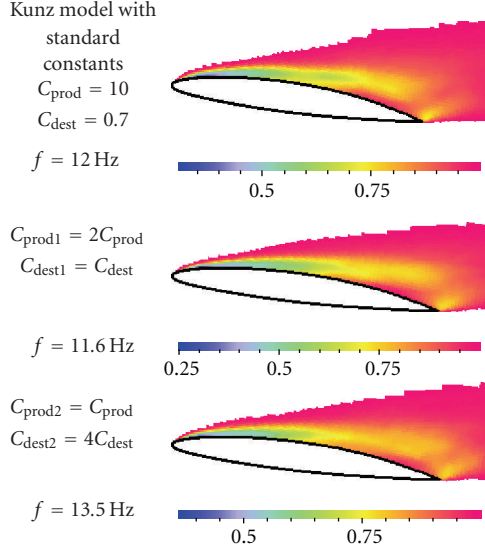 Kunz model with
standard
constants
C_prod = 10
C_dest = 0.7
f = 12 Hz
0.5 0.75
C_prod1 = 2C_prod
C_dest1 = C_dest
f = 11.6 Hz
0.25 0.5 0.75
C_prod2 = C_prod
C_dest2 = 4C_dest
f = 13.5 Hz
0.5 0.75